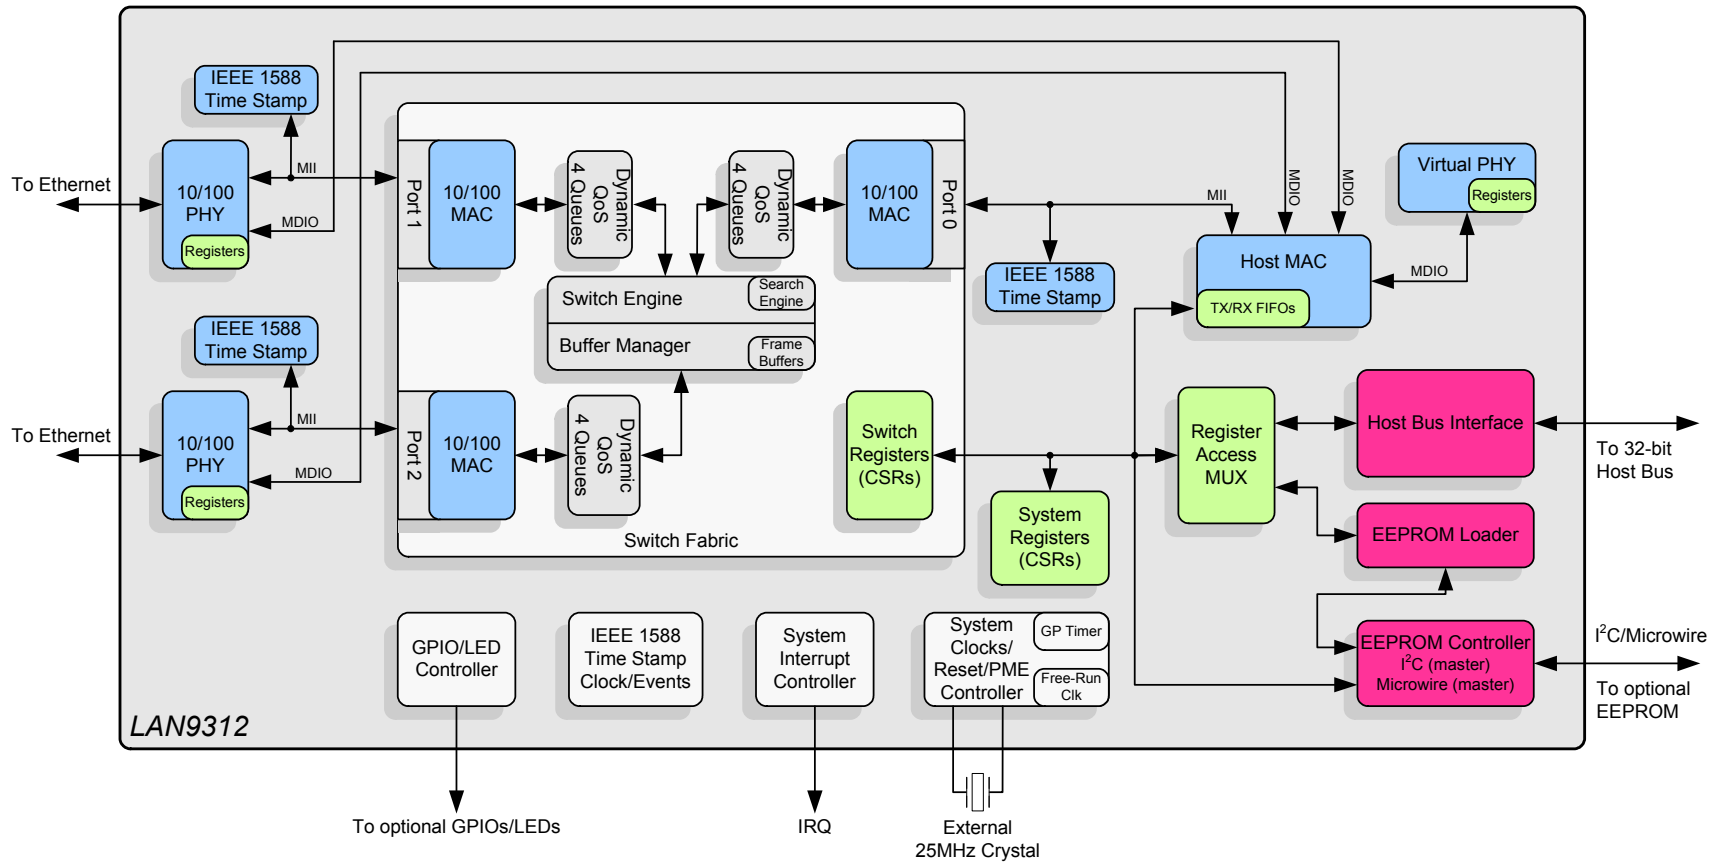 IEEE 1588
Time Stamp
To Ethernet
10/100
PHY
Registers
MII
MDIO
Port 1
10/100
MAC
Dynamic
QoS
4 Queues
Dynamic
QoS
4 Queues
10/100
MAC
Port 0
MII
MDIO
MDIO
Virtual PHY
Registers
Host MAC
MDIO
TX/RX FIFOs
IEEE 1588
Time Stamp
Switch Engine
Search
Engine
Buffer Manager
Frame
Buffers
IEEE 1588
Time Stamp
To Ethernet
10/100
PHY
Registers
MII
MDIO
Port 2
10/100
MAC
Dynamic
QoS
4 Queues
Switch
Registers
(CSRs)
Switch Fabric
System
Registers
(CSRs)
Register
Access
MUX
Host Bus Interface
To 32-bit
Host Bus
EEPROM Loader
EEPROM Controller
I2C (master)
Microwire (master)
I2C/Microwire
To optional
EEPROM
GPIO/LED
Controller
IEEE 1588
Time Stamp
Clock/Events
System
Interrupt
Controller
System
Clocks/
Reset/PME
Controller
GP Timer
Free-Run
Clk
LAN9312
To optional GPIOs/LEDs
IRQ
External
25MHz Crystal